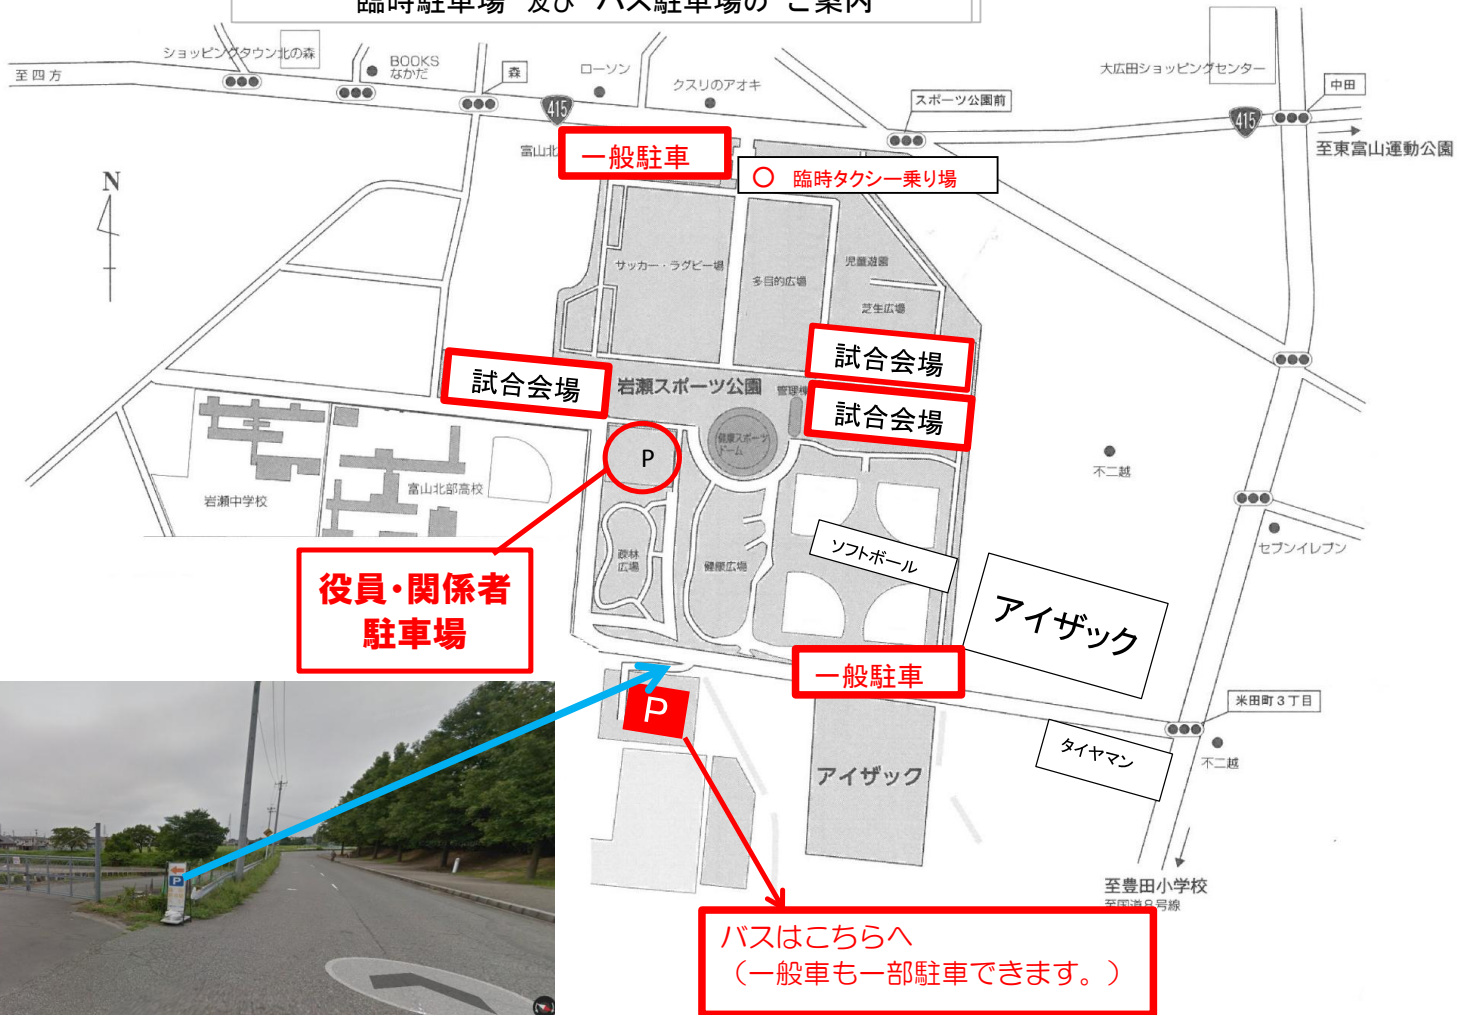 臨時駐車場 及び バス駐車場の ご案内
ショッピングタウン北の森
BOOKS
なかだ
至四方
森
ローソン
クスリのアオキ
415
スポーツ公園前
大広田ショッピングセンター
中田
415
至東富山運動公園
富山北
一般駐車
〇 臨時タクシー乗り場
N
サッカー・ラグビー場
多目的広場
児童遊園
芝生広場
試合会場
試合会場
岩瀬スポーツ公園
管理棟
試合会場
健康スポーツ
ドーム
P
岩瀬中学校
富山北部高校
不二越
セブンイレブン
疎林
広場
健康広場
ソフトボール
アイザック
役員・関係者
駐車場
一般駐車
P
米田町3丁目
タイヤマン
不二越
アイザック
P
至豊田小学校
至国道8号線
バスはこちらへ
(一般車も一部駐車できます。)